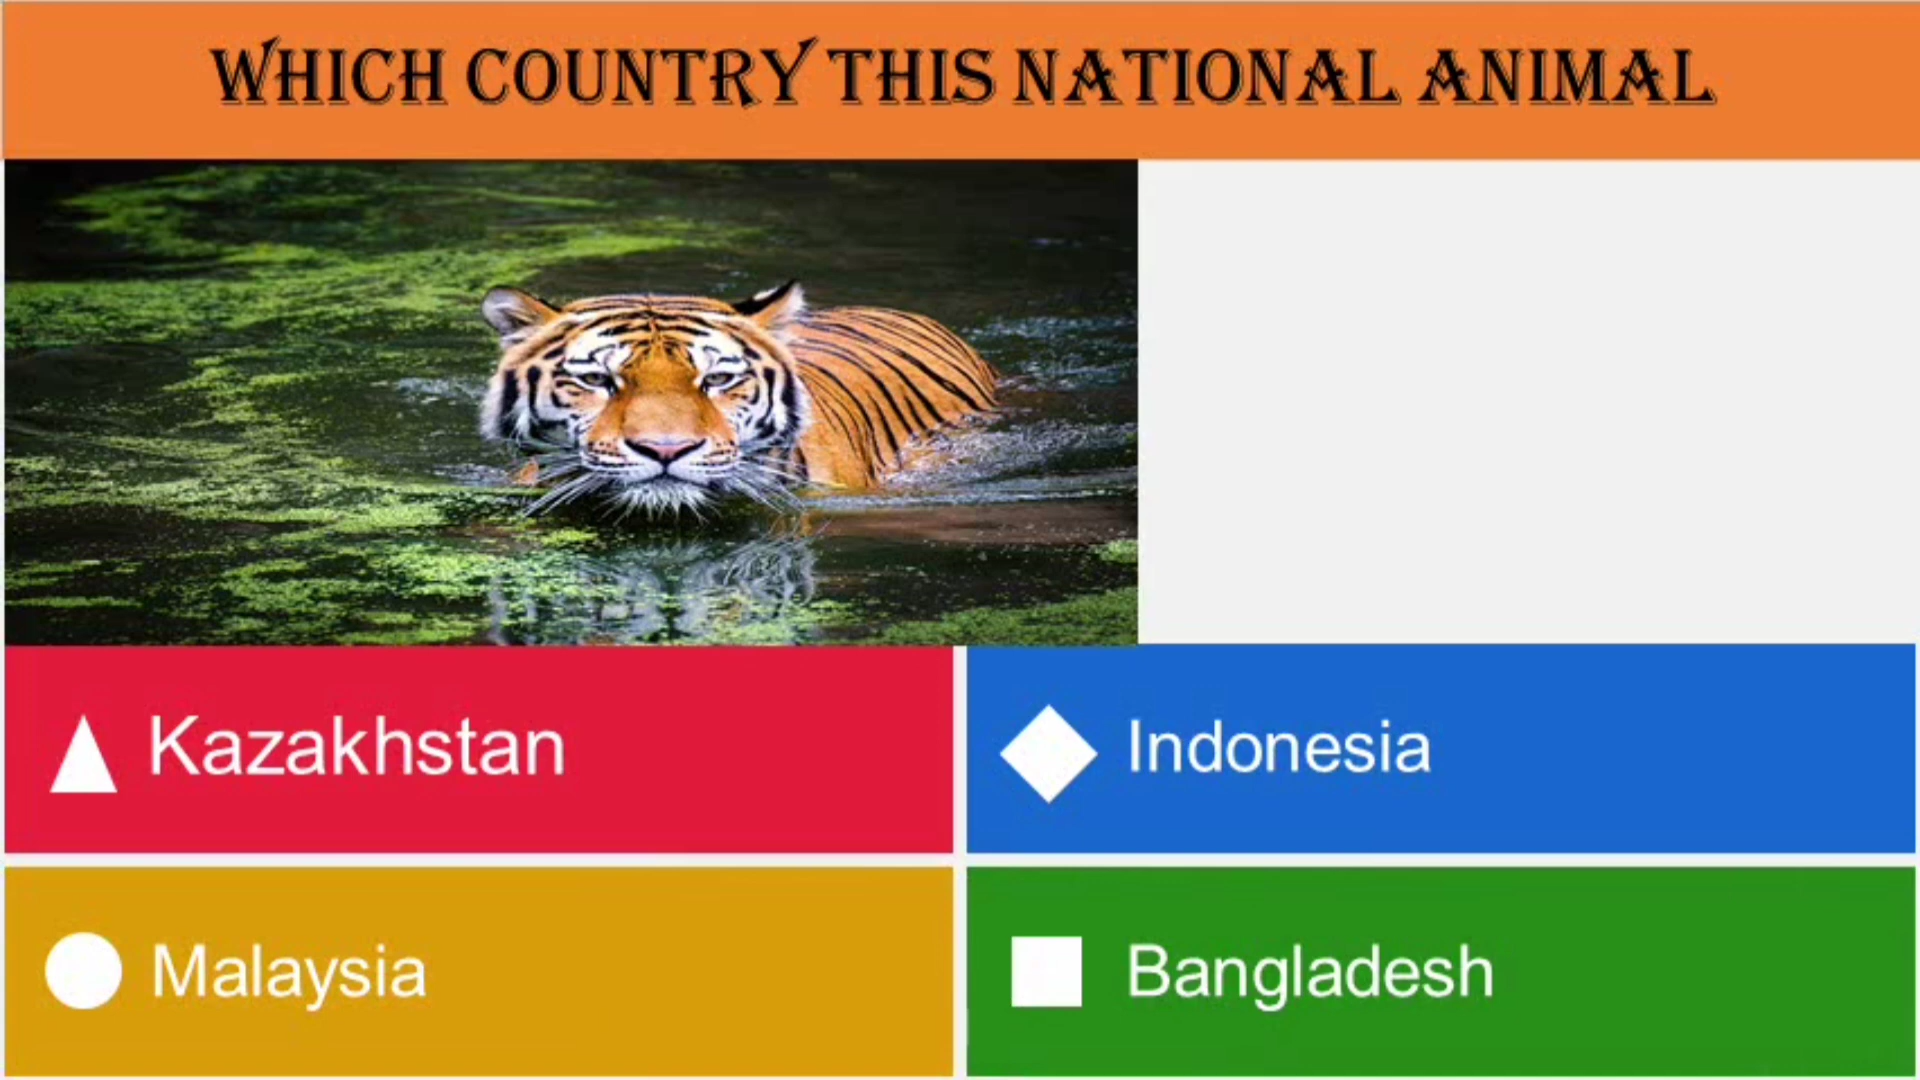 WHICH COUNTRY THIS NATIONAL ANIMAL
Kazakhstan
Indonesia
Malaysia
Bangladesh